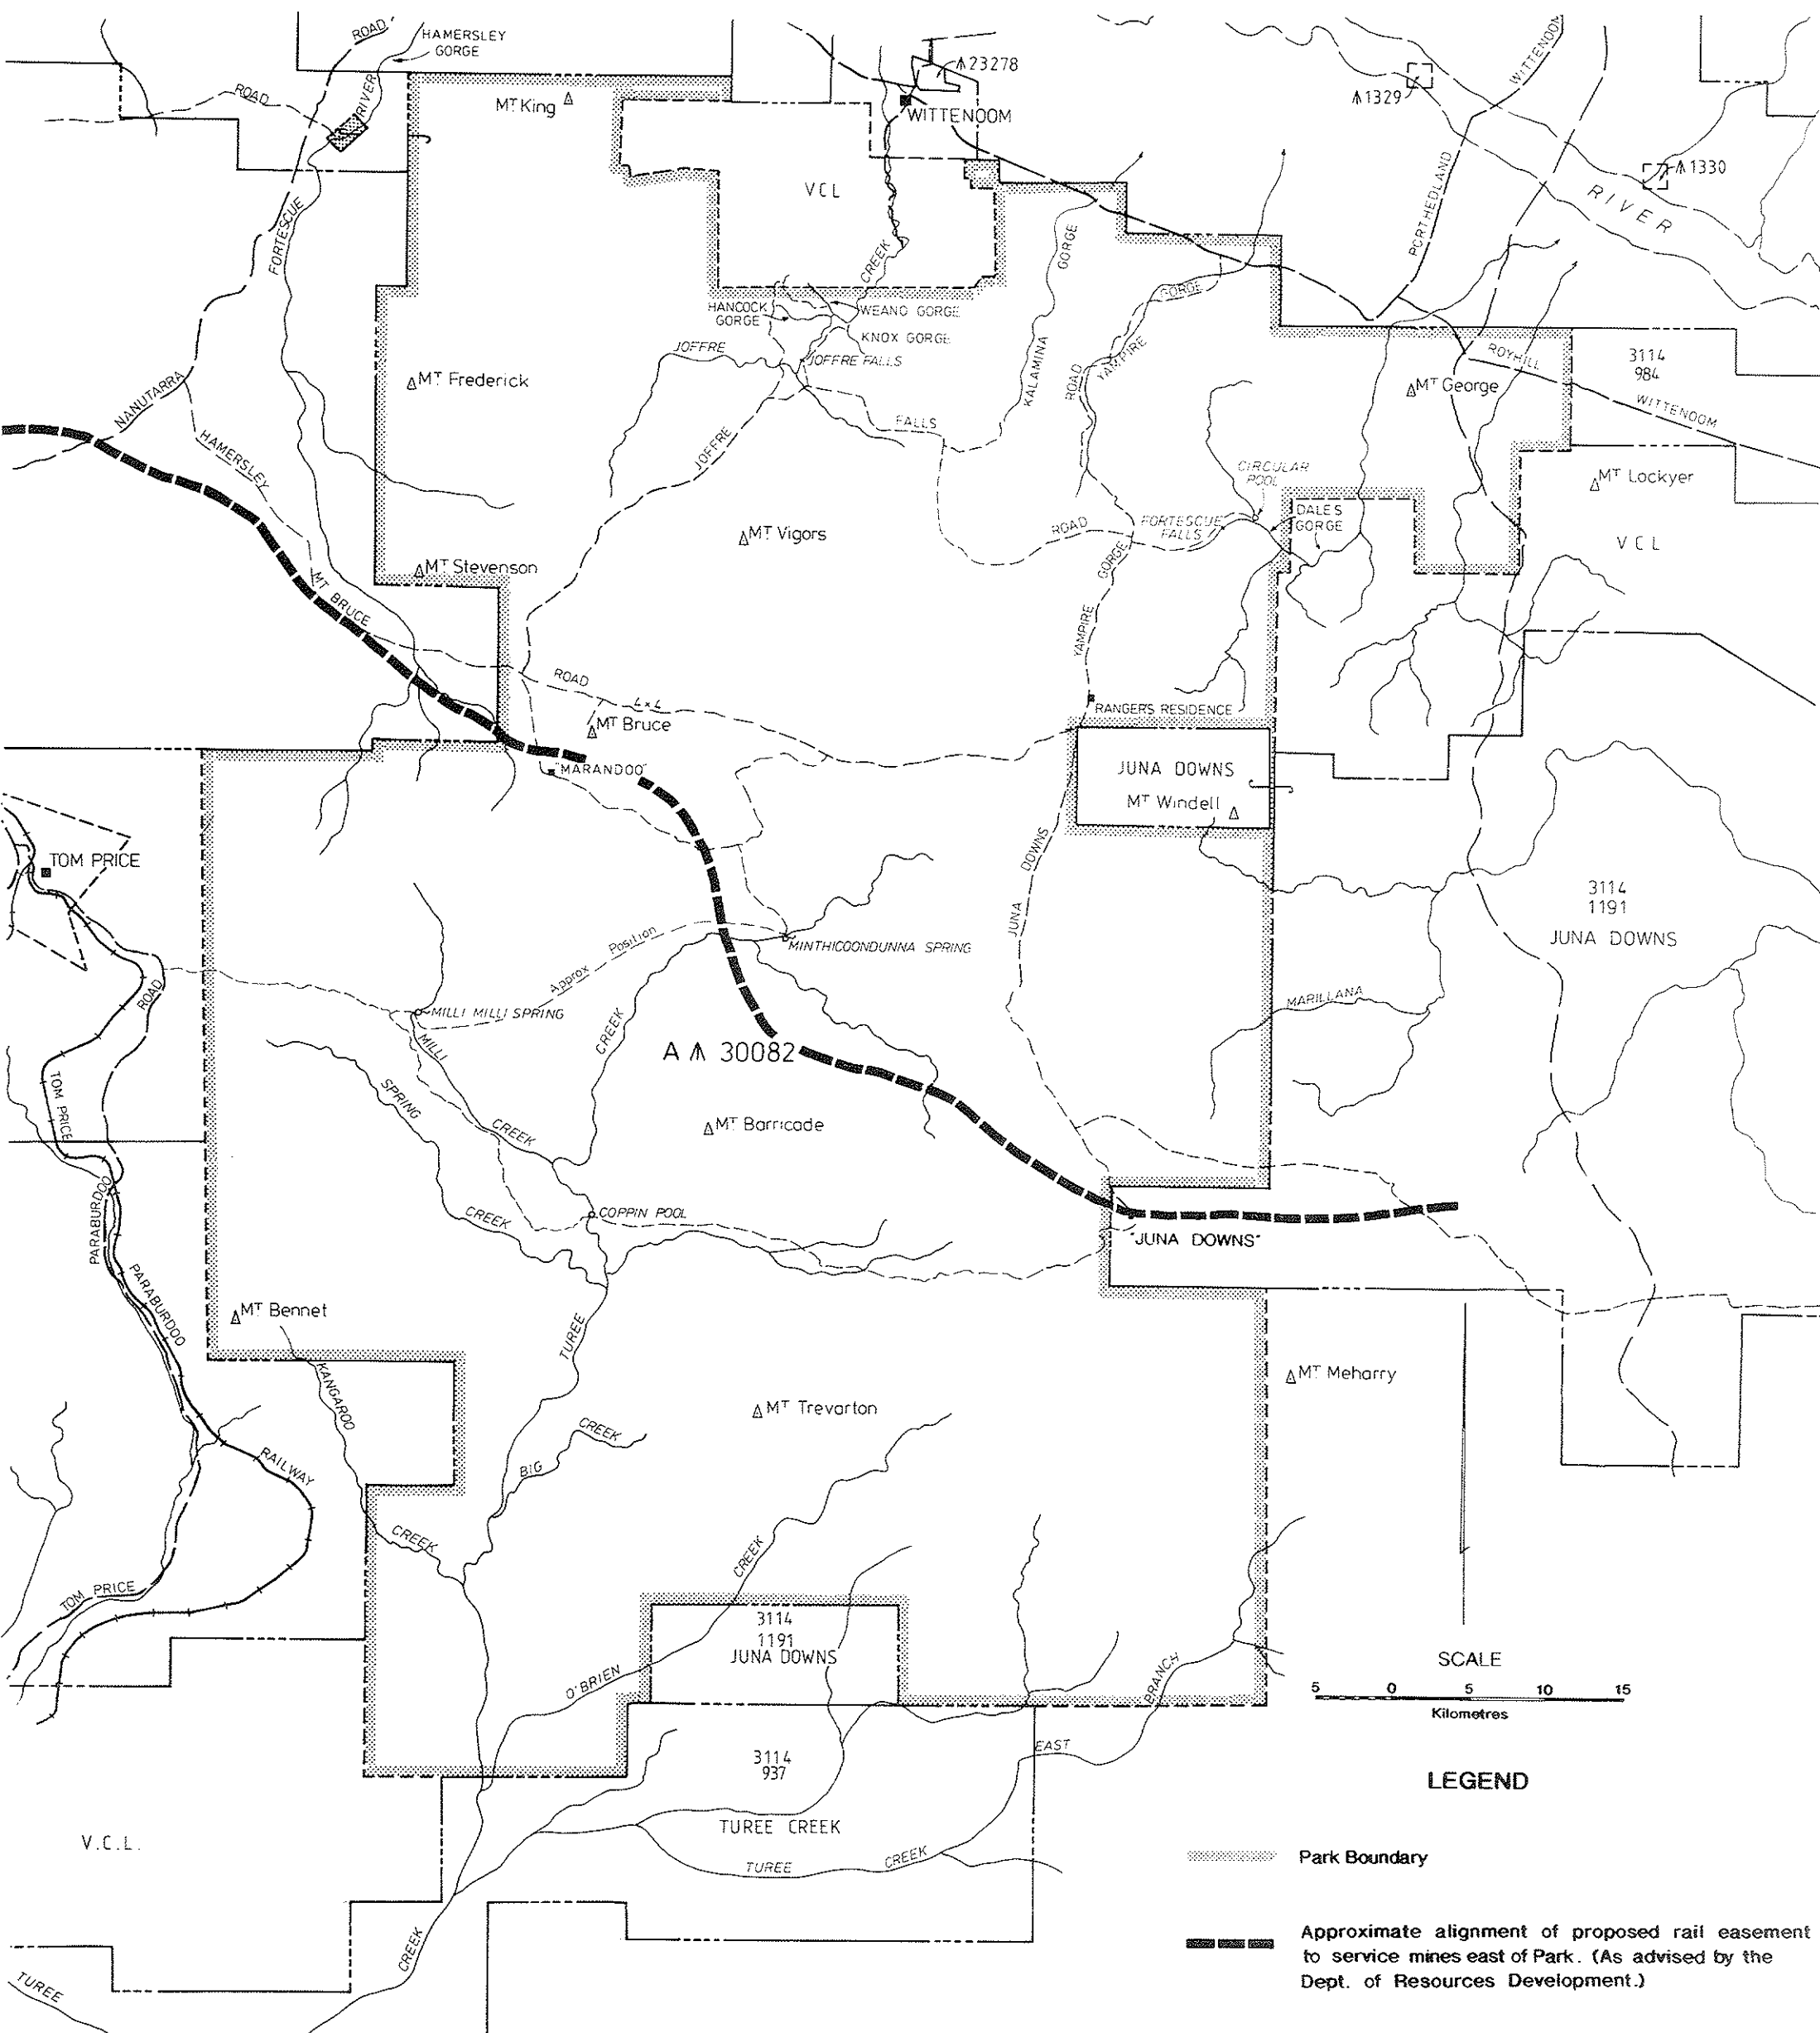 ROAD
HAMERSLEY
GORGE
ROAD
RIVER
Mᵀ King
23278
WITTENOOM
1329
WITTENOOM
1330
RIVER
PORTHEDLAND
VCL
FORTESCUE
CREEK
GORGE
GORGE
HANCOCK
GORGE
WEANO GORGE
KNOX GORGE
JOFFRE
JOFFRE FALLS
KALAMINA
ROAD
YAMPIRE
ROYHILL
3114
984
Mᵀ Frederick
Mᵀ George
WITTENOOM
NANUTARRA
HAMERSLEY
JOFFRE
FALLS
CIRCULAR
POOL
Mᵀ Lockyer
Mᵀ Vigors
ROAD
FORTESCUE
FALLS
DALES
GORGE
V C L
GORGE
Mᵀ Stevenson
MT BRUCE
YAMPIRE
ROAD
4×4
RANGER'S RESIDENCE
Mᵀ Bruce
"MARANDOO"
JUNA DOWNS
Mᵀ Windell
TOM PRICE
DOWNS
JUNA
3114
1191
JUNA DOWNS
Approx Position
MINTHICOONDUNNA SPRING
ROAD
MILLI MILLI SPRING
MARILLANA
MILLI
CREEK
A 30082
SPRING
TOM PRICE
CREEK
Mᵀ Barricade
PARABURDOO
CREEK
COPPIN POOL
"JUNA DOWNS"
PARABURDOO
Mᵀ Bennet
TUREE
KANGAROO
Mᵀ Meharry
Mᵀ Trevarton
CREEK
RAILWAY
BIG
CREEK
CREEK
TOM PRICE
3114
1191
JUNA DOWNS
O'BRIEN
BRANCH
SCALE
5 0 5 10 15
Kilometres
EAST
3114
937
LEGEND
TUREE CREEK
V.C.L.
TUREE
CREEK
Park Boundary
CREEK
Approximate alignment of proposed rail easement
to service mines east of Park. (As advised by the
Dept. of Resources Development.)
TUREE